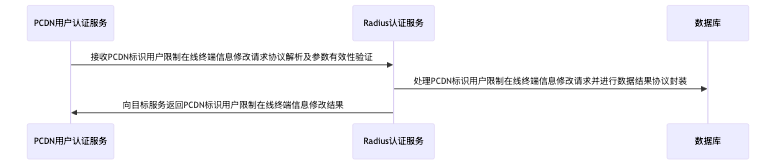 PCDN用户认证服务
Radius认证服务
数据库
接收PCDN标识用户限制在线终端信息修改请求协议解析及参数有效性验证
处理PCDN标识用户限制在线终端信息修改请求并进行数据结果协议封装
向目标服务返回PCDN标识用户限制在线终端信息修改结果
PCDN用户认证服务
Radius认证服务
数据库